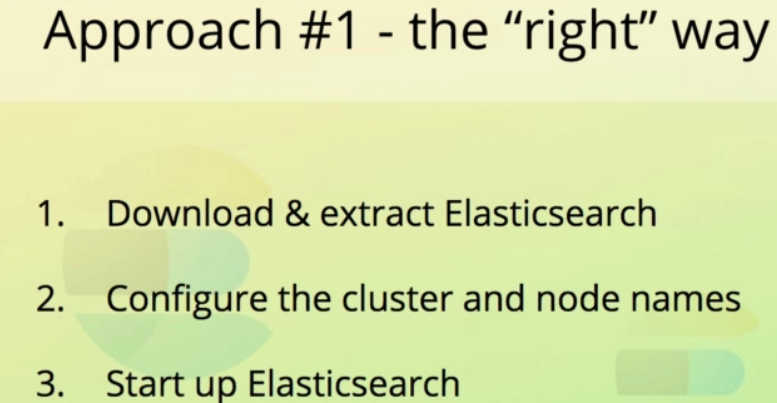 Approach #1 - the “right” way
1. Download & extract Elasticsearch
2. Configure the cluster and node names
3. Start up Elasticsearch